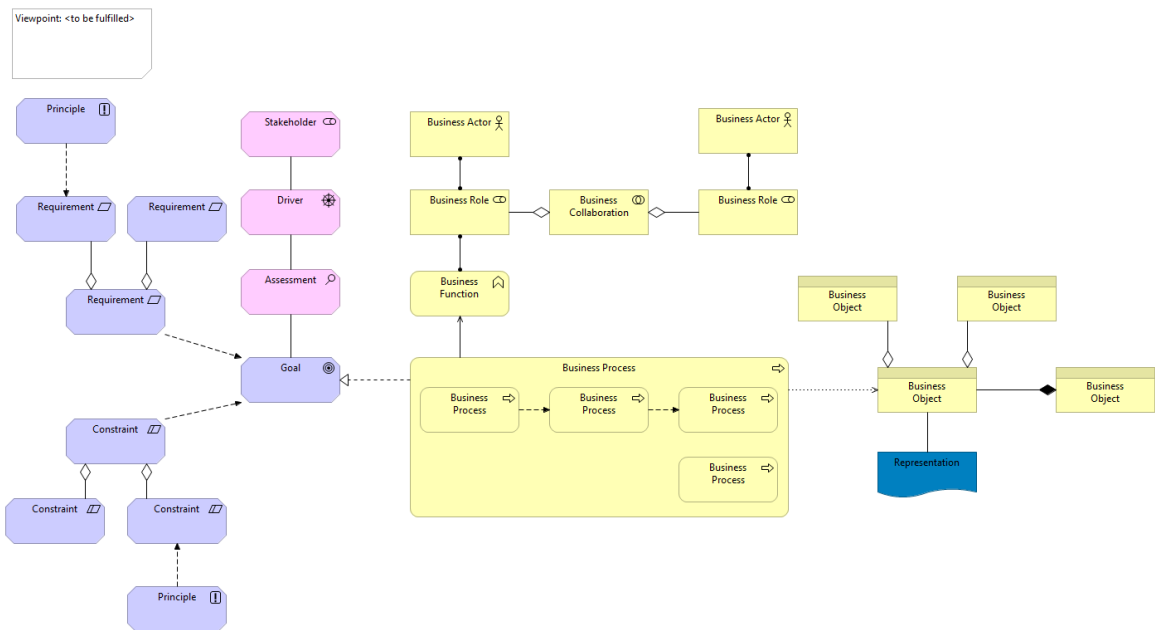 Viewpoint: <to be fulfilled>
Principle
Stakeholder
Business Actor
Business Actor
Requirement
Requirement
Driver
Business Role
Business
Collaboration
Business Role
Assessment
Business
Function
Requirement
Business
Object
Business
Object
Goal
Business Process
Business
Process
Business
Process
Business
Process
Business
Object
Business
Object
Constraint
Business
Process
Representation
Constraint
Constraint
Principle